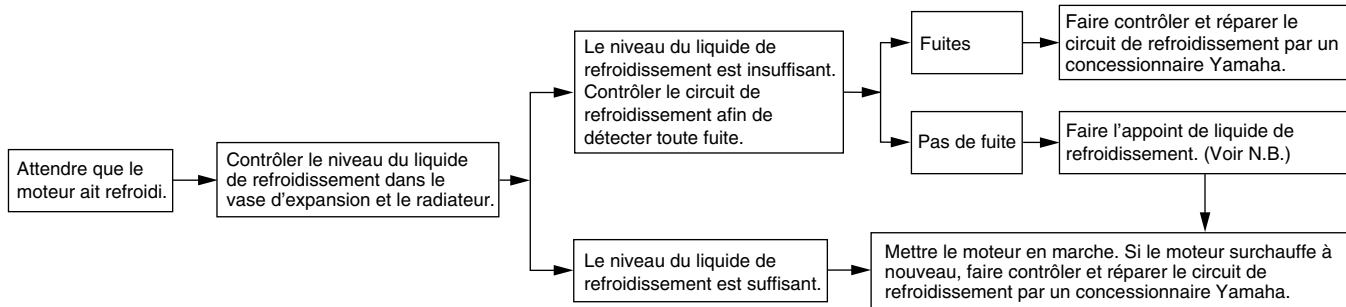 Attendre que le
moteur ait refroidi.
Contrôler le niveau du liquide
de refroidissement dans le
vase d’expansion et le radiateur.
Le niveau du liquide de
refroidissement est insuffisant.
Contrôler le circuit de
refroidissement afin de
détecter toute fuite.
Fuites
Faire contrôler et réparer le
circuit de refroidissement par un
concessionnaire Yamaha.
Pas de fuite
Faire l’appoint de liquide de
refroidissement. (Voir N.B.)
Le niveau du liquide de
refroidissement est suffisant.
Mettre le moteur en marche. Si le moteur surchauffe à
nouveau, faire contrôler et réparer le circuit de
refroidissement par un concessionnaire Yamaha.